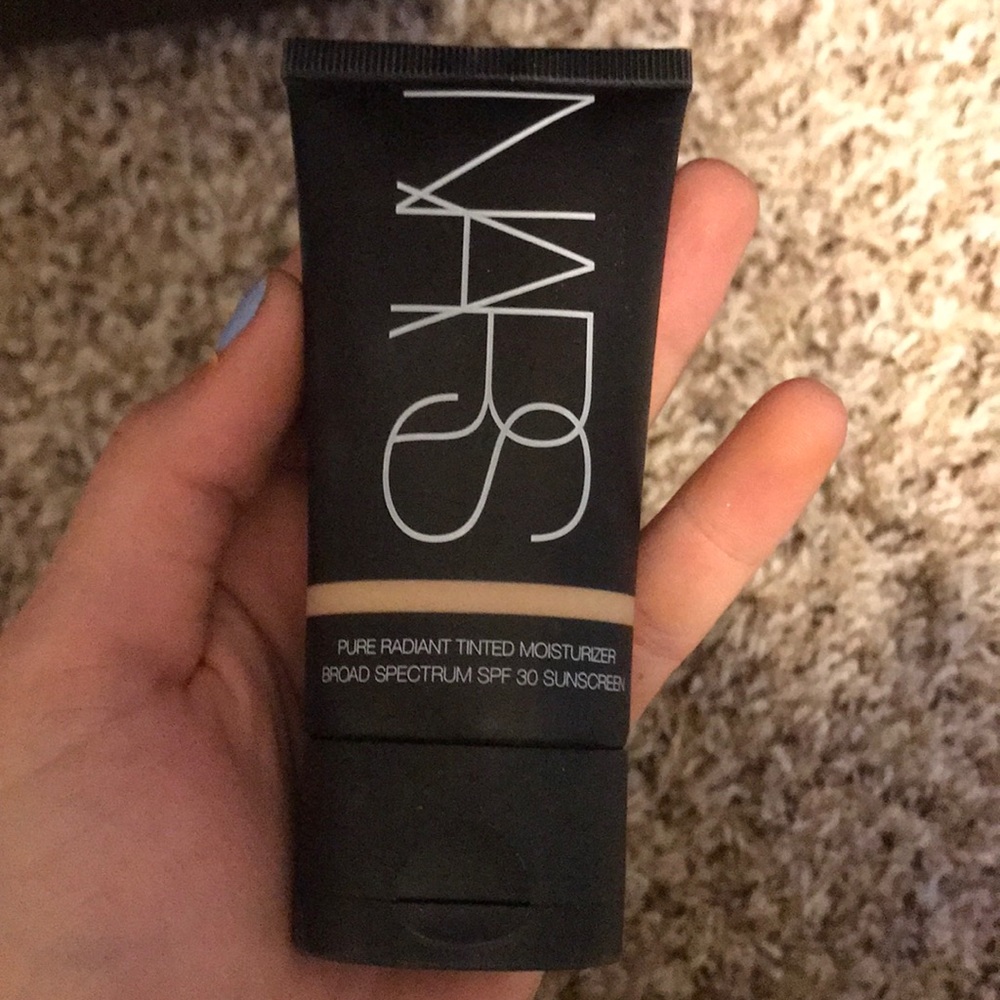 NARS
PURE RADIANT TINTED MOISTURIZER
BROAD SPECTRUM SPF 30 SUNSCREEN